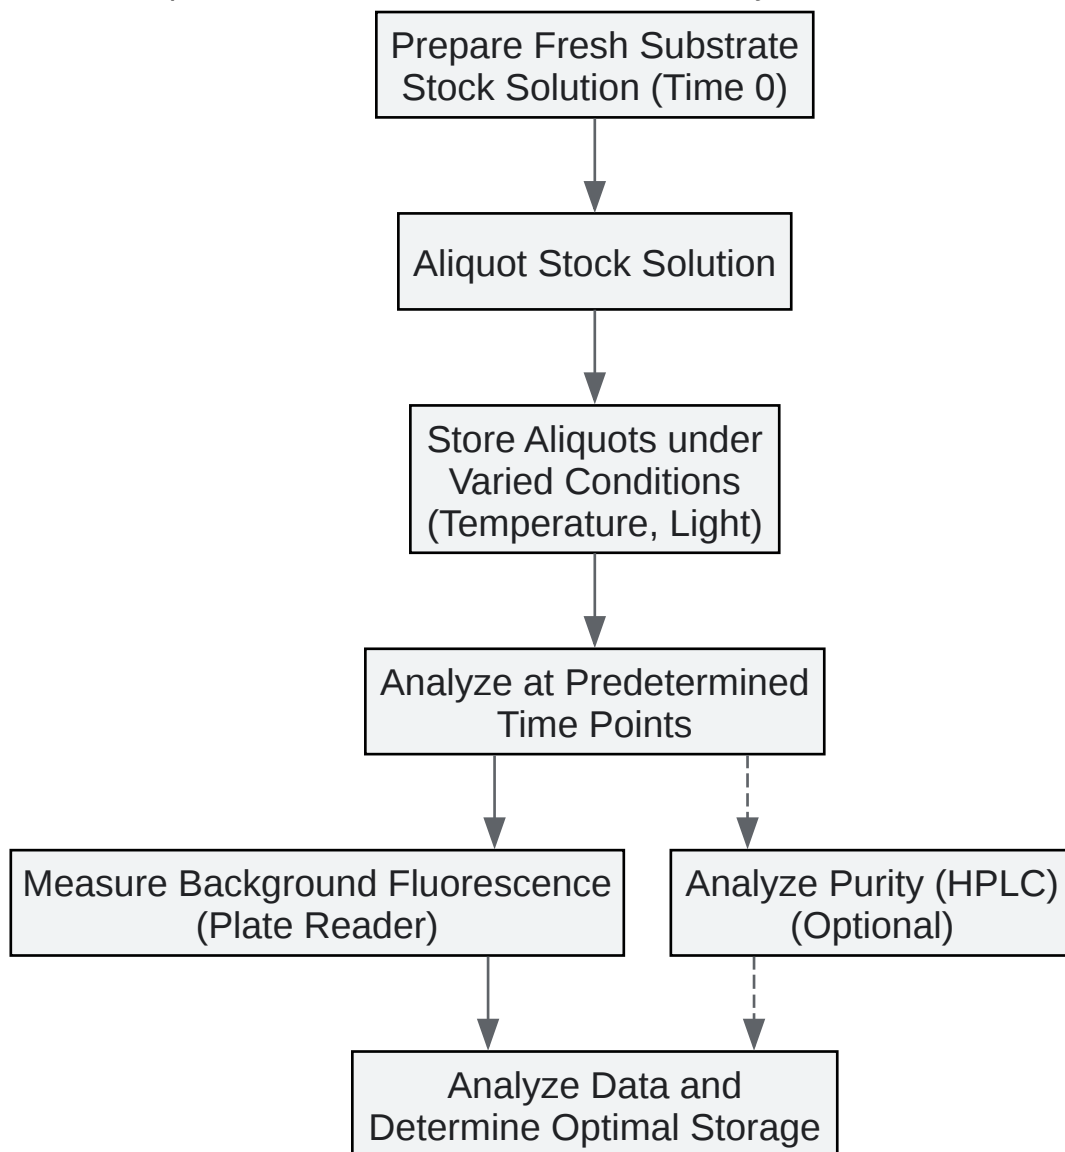 Prepare Fresh Substrate
Stock Solution (Time 0)
Aliquot Stock Solution
Store Aliquots under
Varied Conditions
(Temperature, Light)
Analyze at Predetermined
Time Points
Measure Background Fluorescence
(Plate Reader)
Analyze Purity (HPLC)
(Optional)
Analyze Data and
Determine Optimal Storage